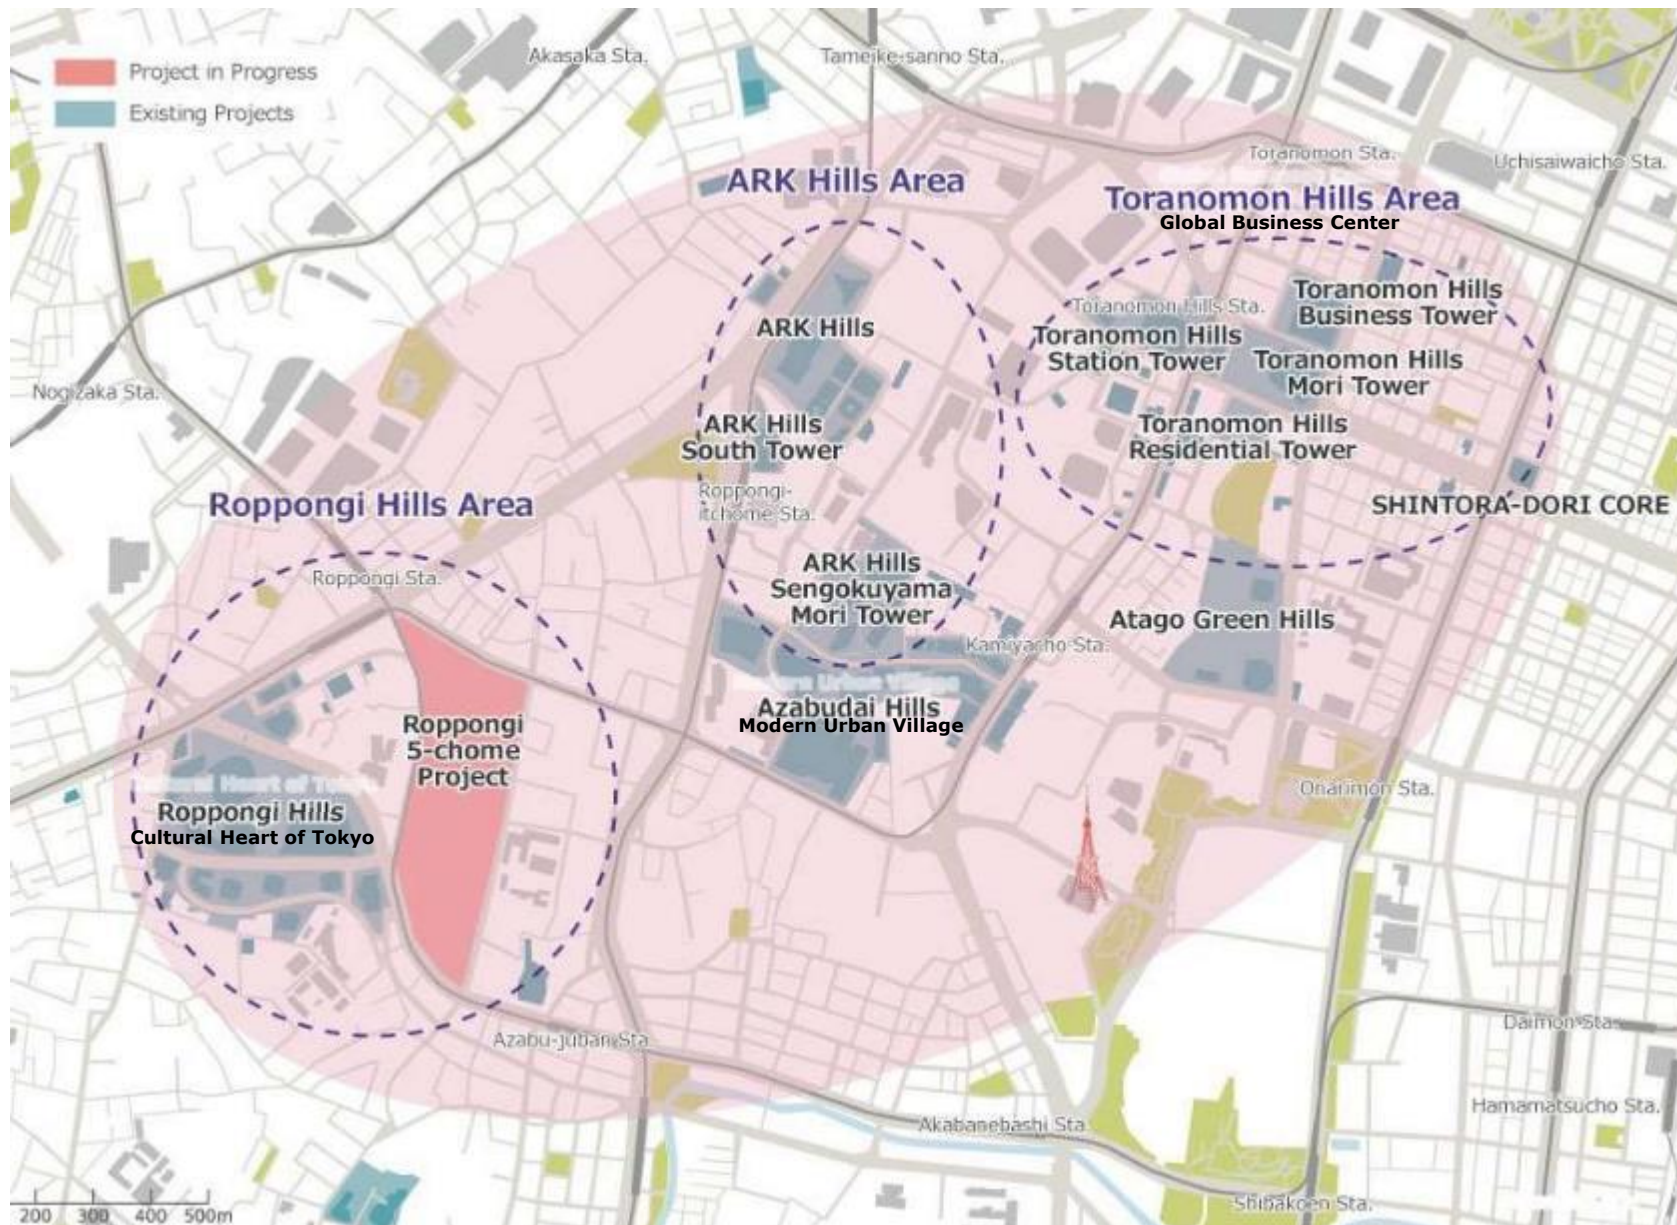 Project in Progress
Existing Projects
Akasaka Sta.
Tameike-sanno Sta.
Toranomon Sta.
Uchisaiwaicho Sta.
ARK Hills Area
Toranomon Hills Area
Global Business Center
Toranomon Hills
Business Tower
Toranomon Hills Sta.
ARK Hills
Toranomon Hills
Station Tower
Toranomon Hills
Mori Tower
Nogizaka Sta.
ARK Hills
South Tower
Toranomon Hills
Residential Tower
Roppongi-
itchome Sta.
Roppongi Hills Area
SHINTORA-DORI CORE
Roppongi Sta.
ARK Hills
Sengokuyama
Mori Tower
Atago Green Hills
Kamiyacho Sta.
Azabudai Hills
Modern Urban Village
Roppongi
5-chome
Project
Onarimon Sta.
Roppongi Hills
Cultural Heart of Tokyo
Azabu-juban Sta.
Daimon Sta.
Hamamatsucho Sta.
Akabanebashi Sta.
Shibakoen Sta.
200 300 400 500m